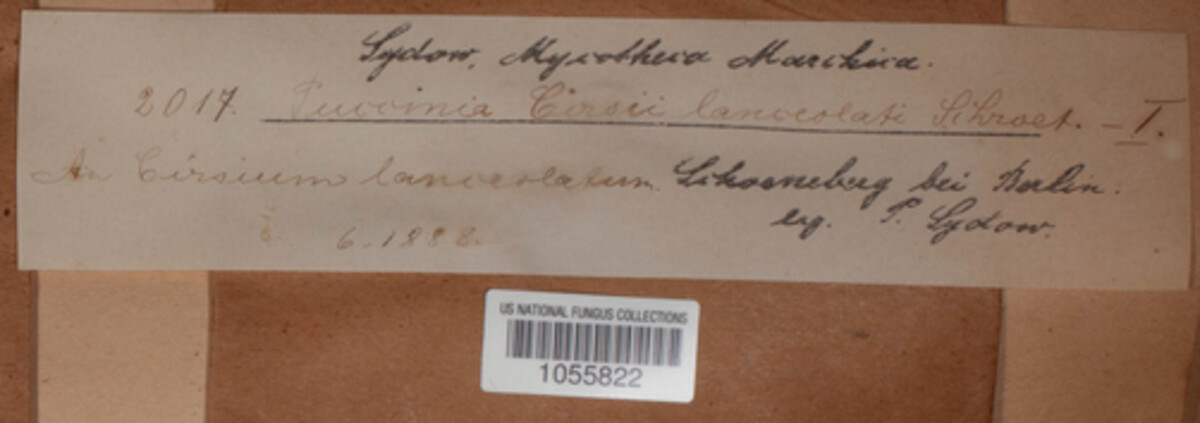 Sydow, Mycotheca Marchica.
2017. Puccinia Cirsii lanceolati Schroet. – I.
An Cirsium lanceolatum. Schoeneberg bei Berlin.
6. 1888. leg. P. Sydow.
US NATIONAL FUNGUS COLLECTIONS
1055822